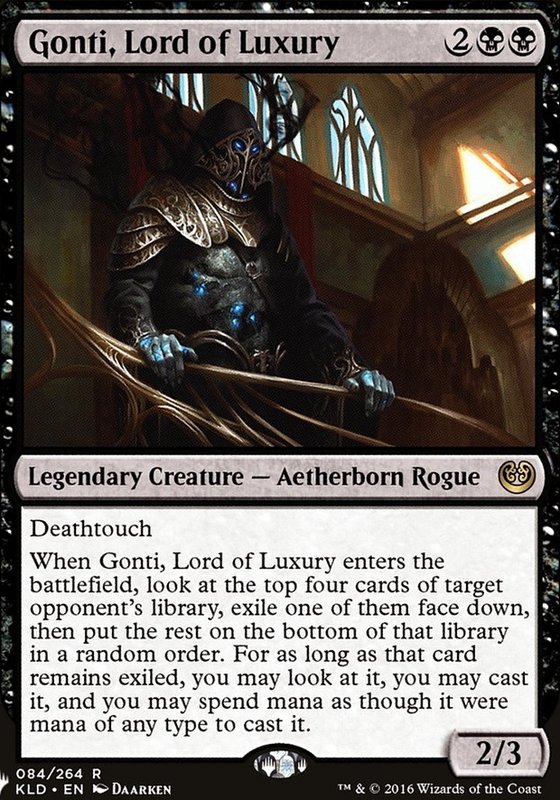 Gonti, Lord of Luxury 2
Legendary Creature — Aetherborn Rogue
Deathtouch
When Gonti, Lord of Luxury enters the
battlefield, look at the top four cards of target
opponent's library, exile one of them face down,
then put the rest on the bottom of that library
in a random order. For as long as that card
remains exiled, you may look at it, you may cast
it, and you may spend mana as though it were
mana of any type to cast it.
2/3
084/264 R
KLD • EN DAARKEN
™ & © 2016 Wizards of the Coast